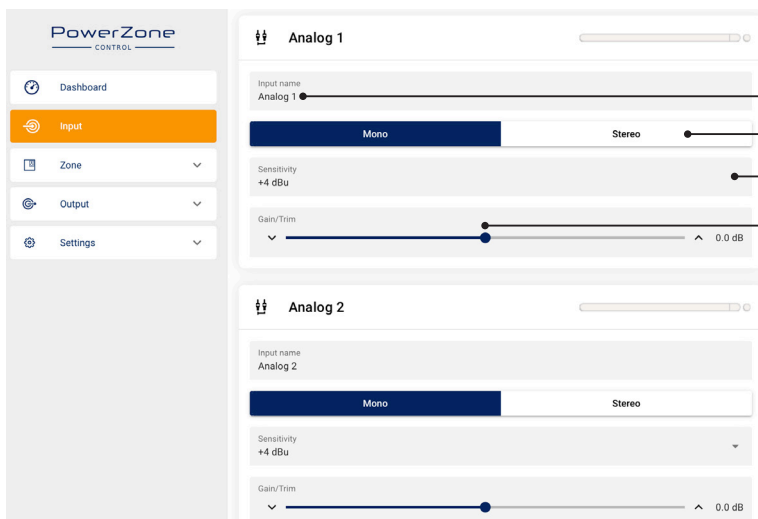 PowerZone
CONTROL
Dashboard
Input
Zone
Output
Settings
Analog 1
Input name
Analog 1
Mono
Stereo
Sensitivity
+4 dBu
Gain/Trim
0.0 dB
Analog 2
Input name
Analog 2
Mono
Stereo
Sensitivity
+4 dBu
Gain/Trim
0.0 dB